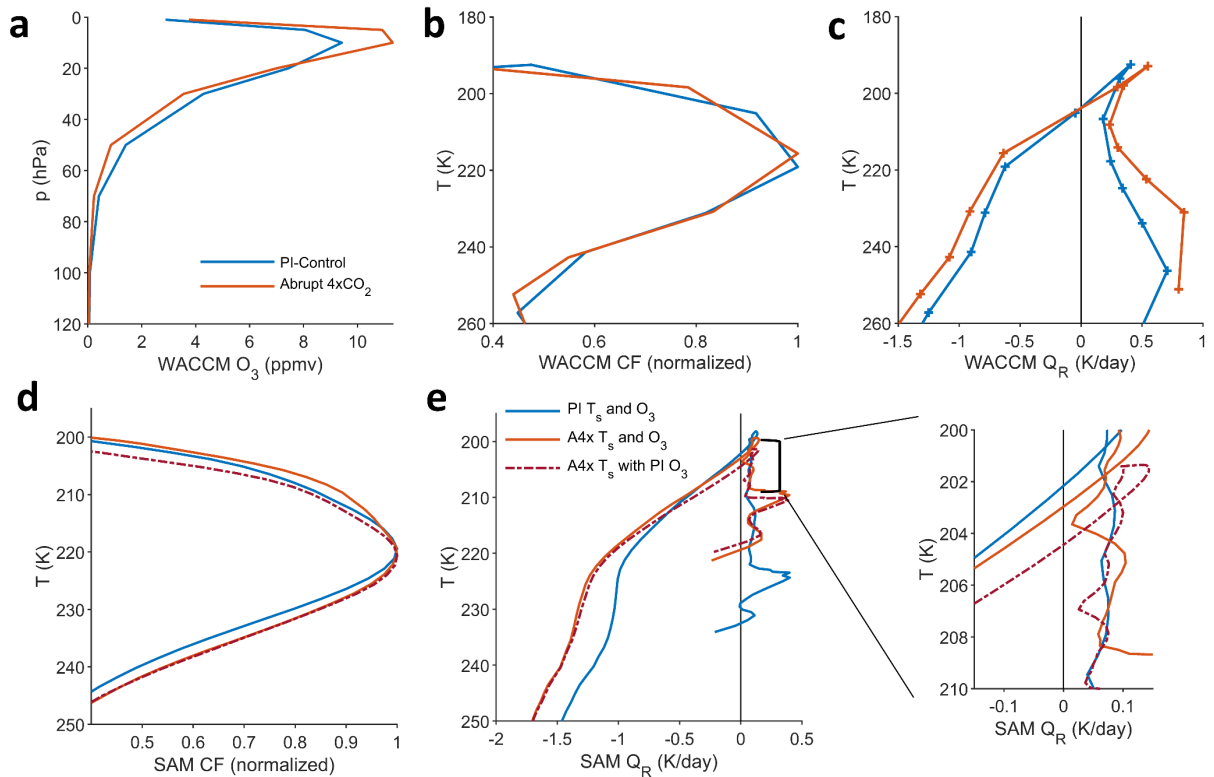 a
0
20
40
60
80
100
120
p (hPa)
0 2 4 6 8 10
WACCM O3 (ppmv)
PI-Control
Abrupt 4xCO2
b
180
200
220
240
260
T (K)
0.4 0.6 0.8 1
WACCM CF (normalized)
c
180
200
220
240
260
T (K)
-1.5 -1 -0.5 0 0.5 1
WACCM QR (K/day)
d
200
210
220
230
240
250
T (K)
0.5 0.6 0.7 0.8 0.9 1
SAM CF (normalized)
e
PI Ts and O3
A4x Ts and O3
A4x Ts with PI O3
200
210
220
230
240
250
T (K)
-2 -1.5 -1 -0.5 0 0.5
SAM QR (K/day)
200
202
204
206
208
210
T (K)
-0.1 0 0.1
SAM QR (K/day)